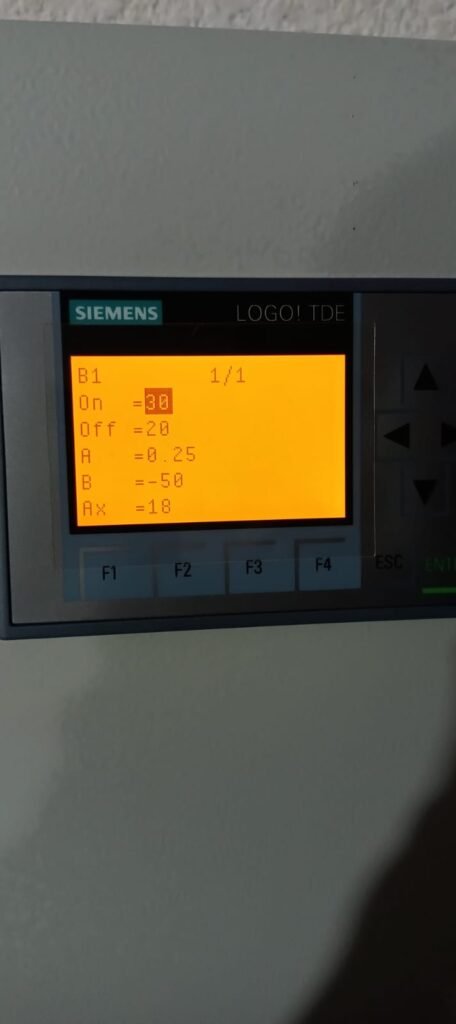 SIEMENS LOGO! TDE
B1 1/1
On =30
Off =20
A =0.25
B =-50
Ax =18
F1 F2 F3 F4 ESC